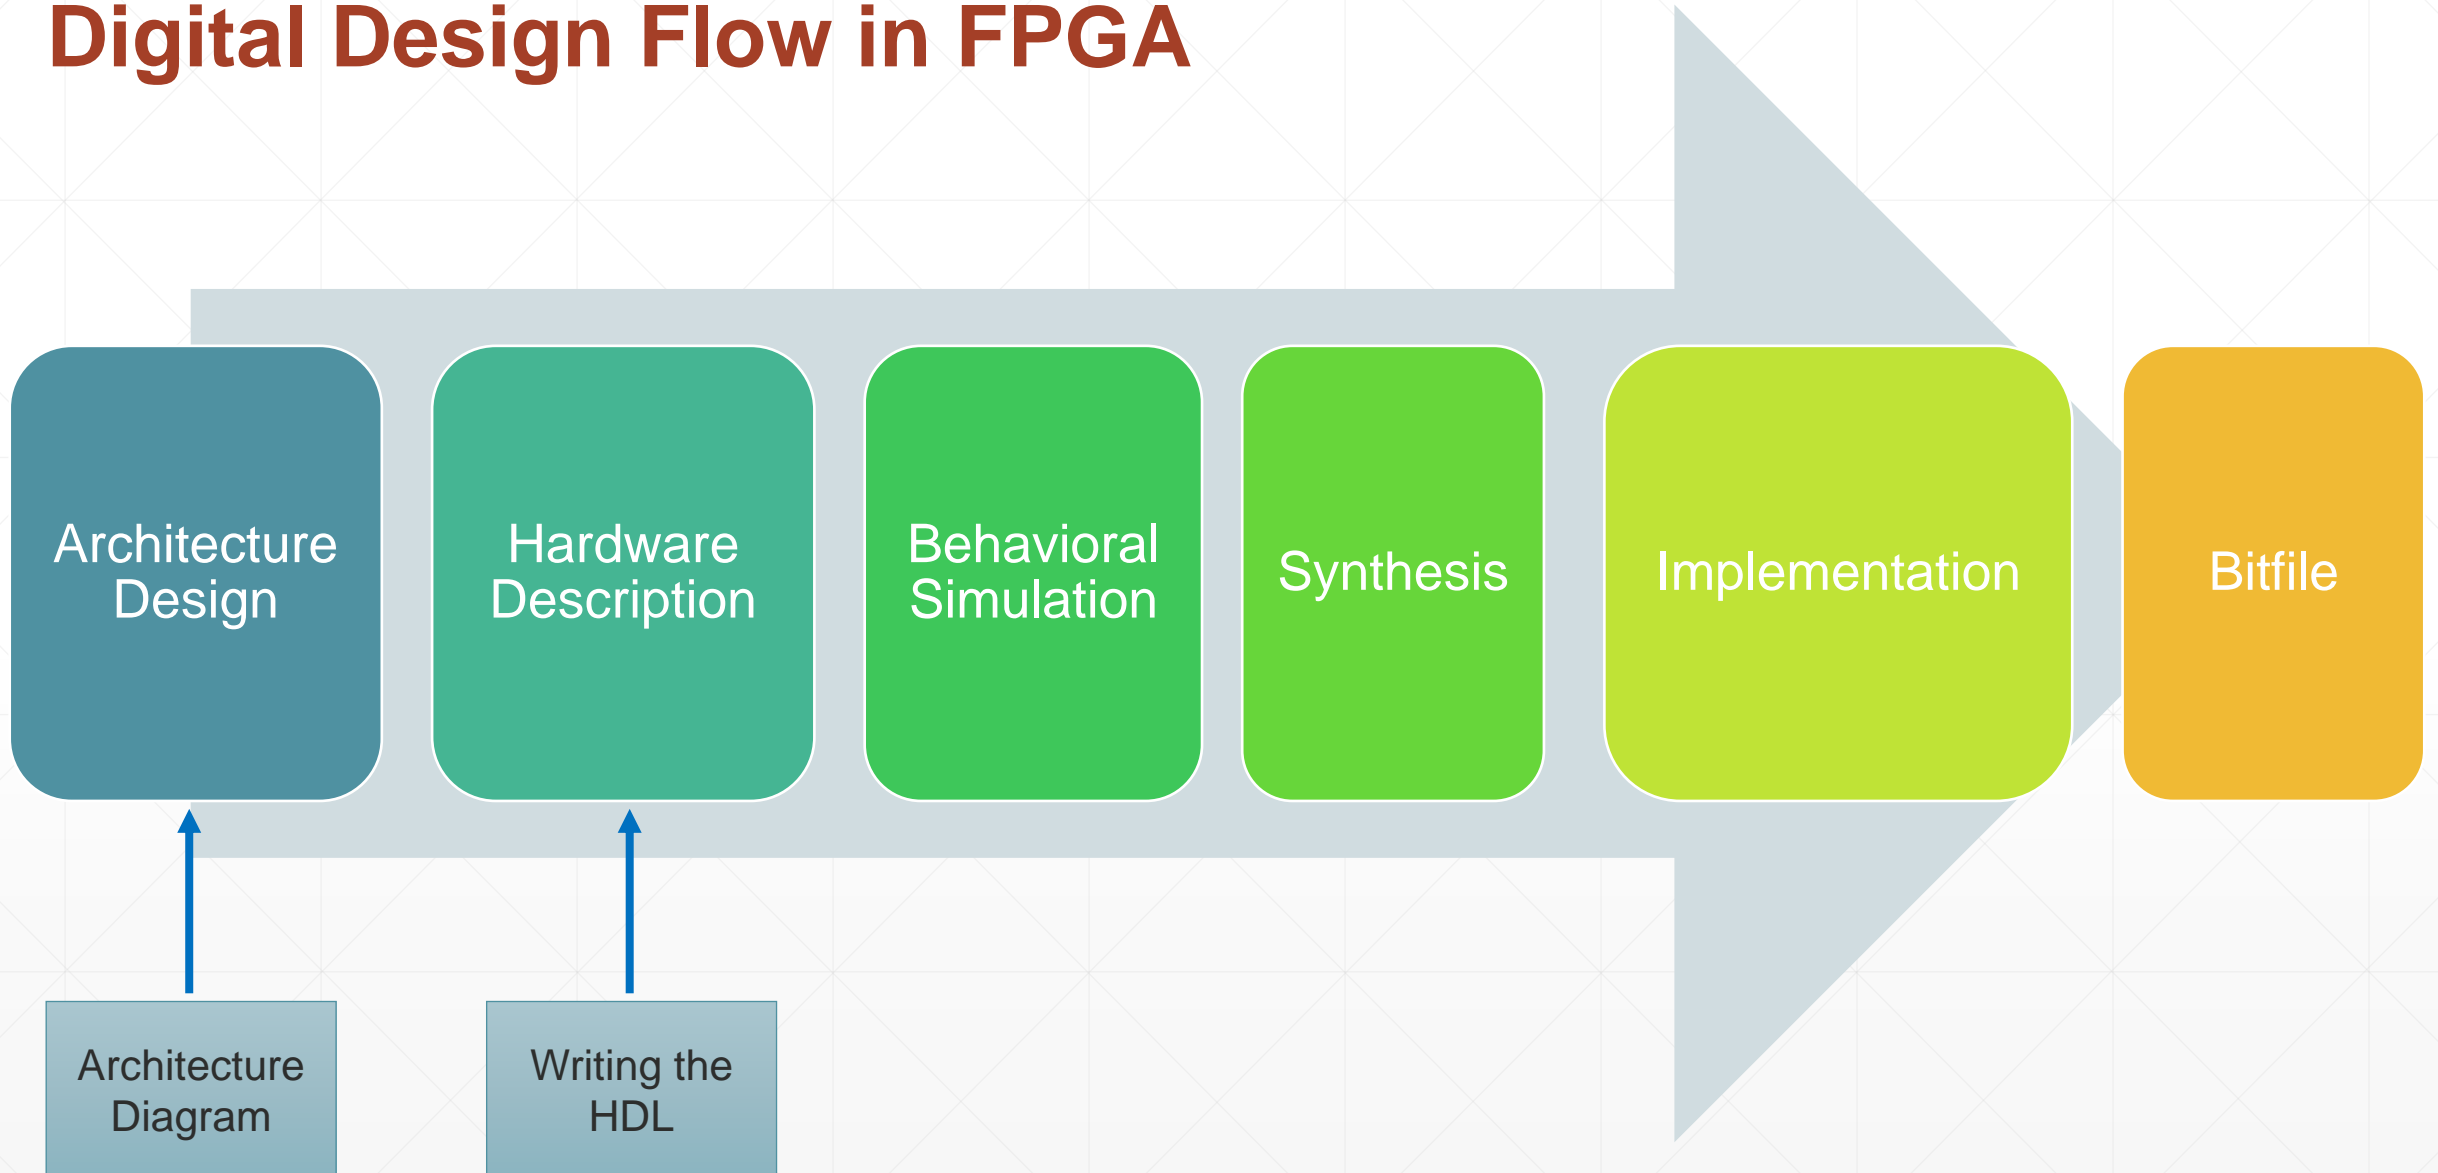 Digital Design Flow in FPGA
Architecture
Design
Hardware
Description
Behavioral
Simulation
Synthesis
Implementation
Bitfile
Architecture
Diagram
Writing the
HDL